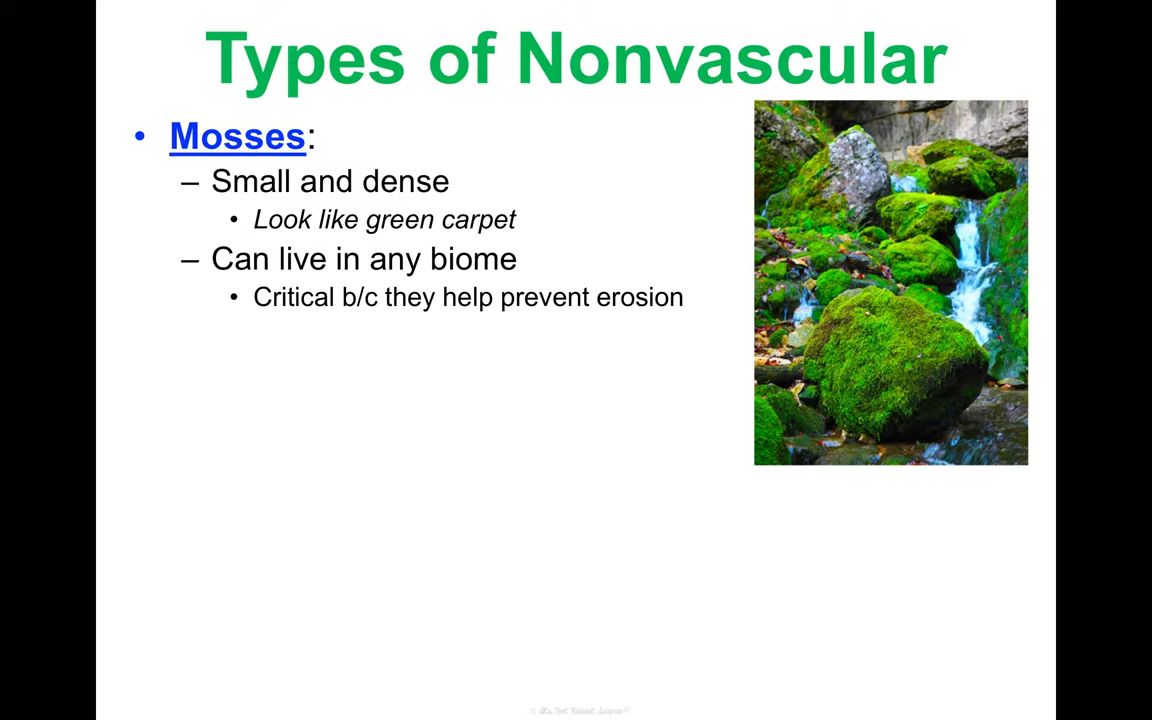 Types of Nonvascular
• Mosses:
– Small and dense
• Look like green carpet
– Can live in any biome
• Critical b/c they help prevent erosion